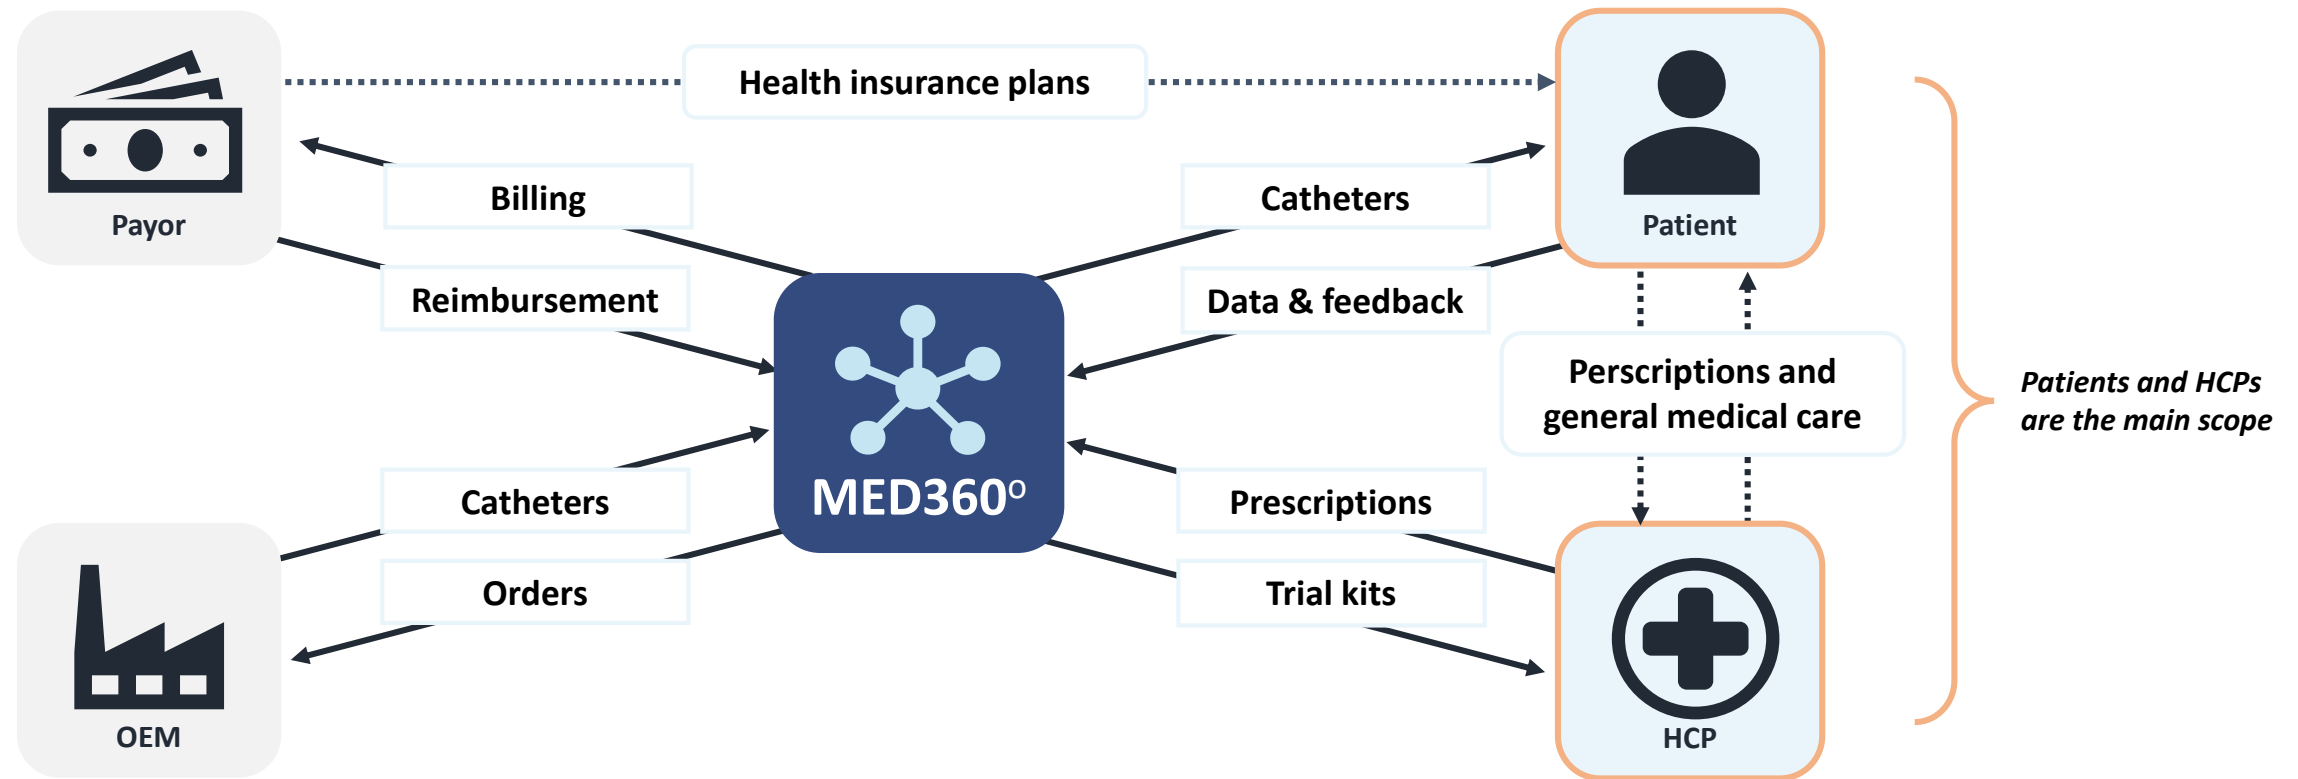 Health insurance plans
Payor
Patient
Billing
Catheters
Reimbursement
Data & feedback
Perscriptions and
general medical care
Patients and HCPs
are the main scope
MED360°
Catheters
Prescriptions
Orders
Trial kits
OEM
HCP